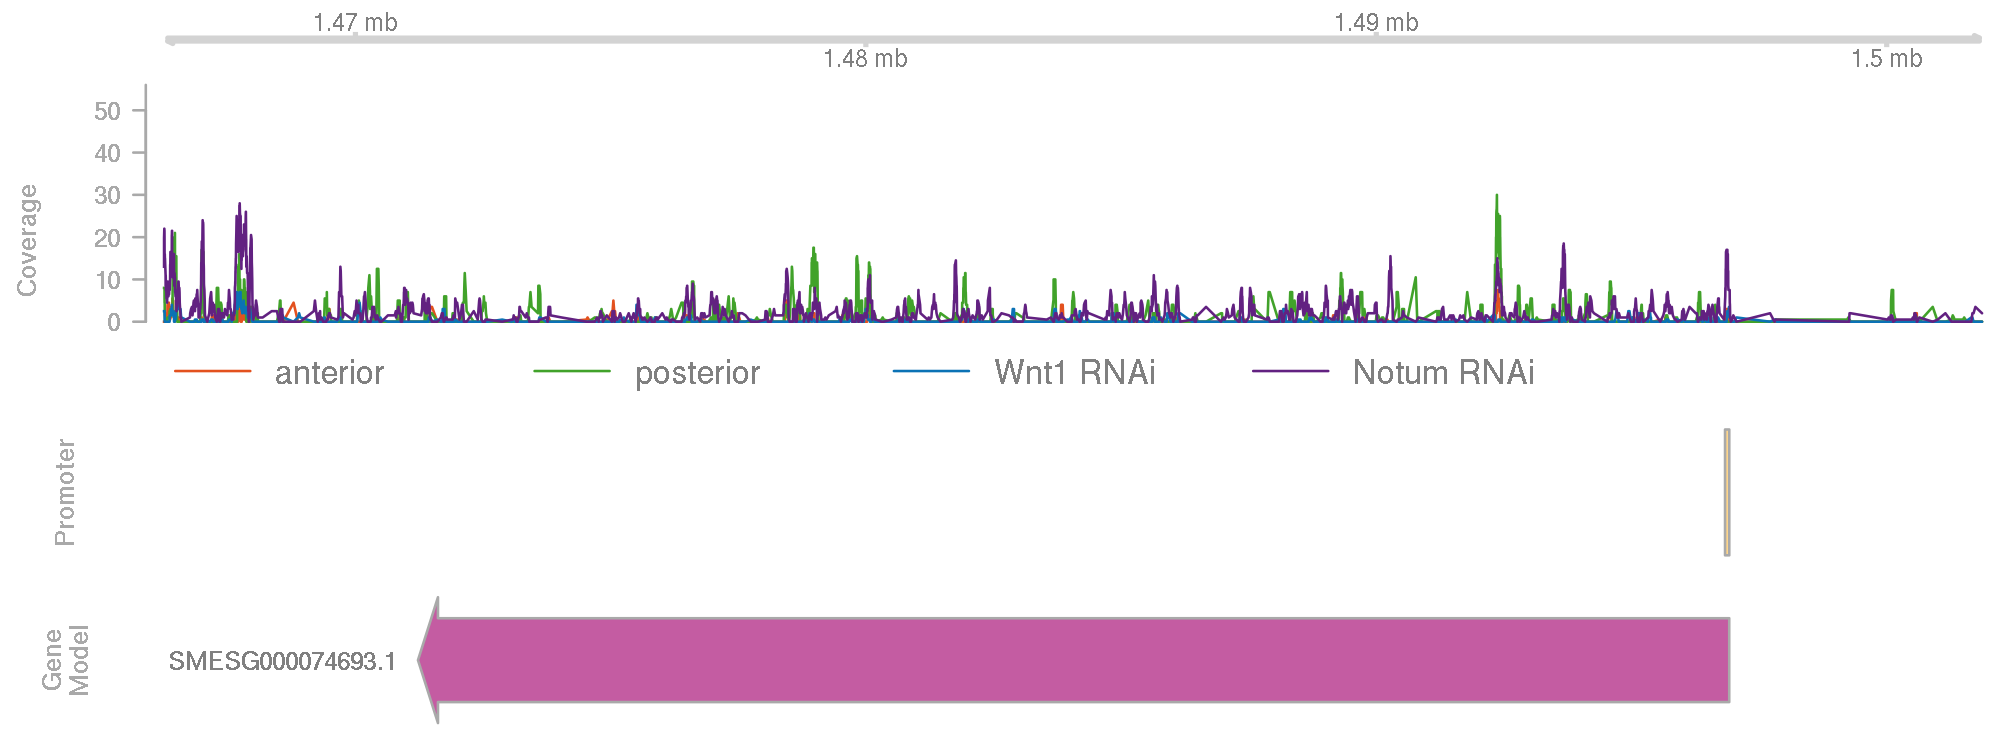 1.47 mb
1.49 mb
1.48 mb
1.5 mb
Coverage
50
40
30
20
10
0
anterior
posterior
Wnt1 RNAi
Notum RNAi
Promoter
Gene
Model
SMESG000074693.1